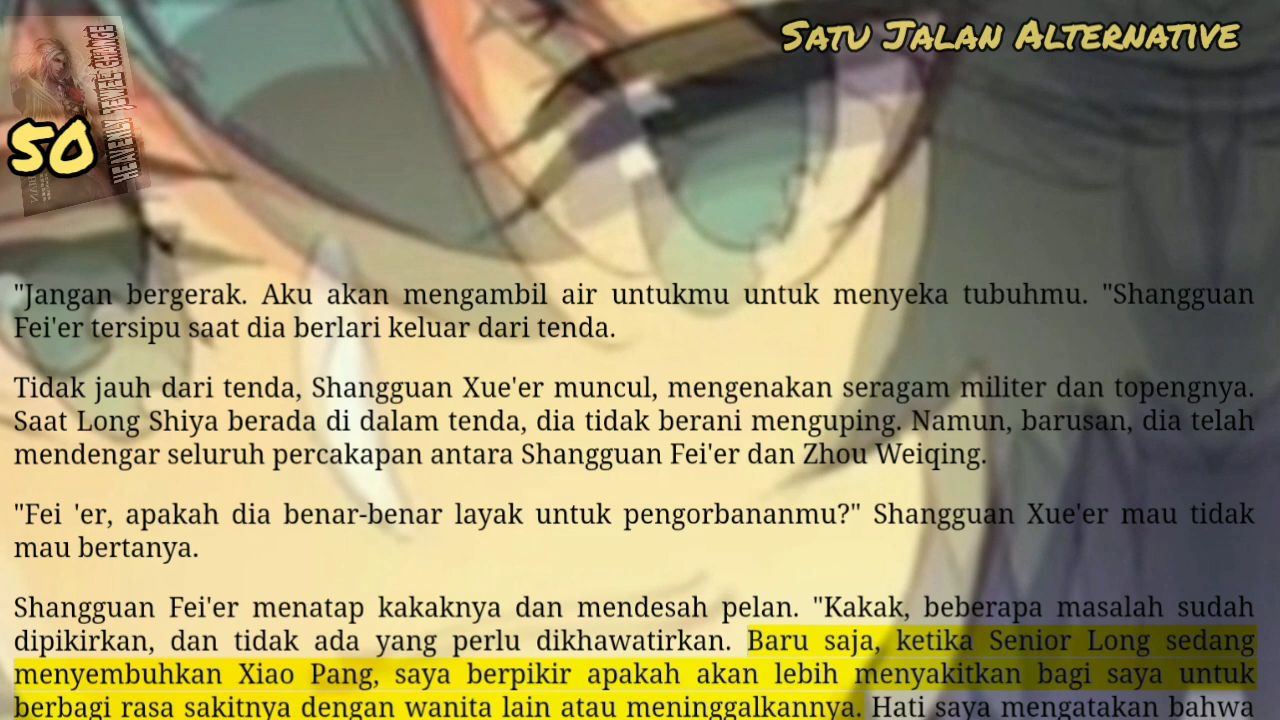 Satu Jalan Alternative
HEAVENLY JEWEL CHANGE
50
"Jangan bergerak. Aku akan mengambil air untukmu untuk menyeka tubuhmu. "Shangguan
Fei'er tersipu saat dia berlari keluar dari tenda.
Tidak jauh dari tenda, Shangguan Xue'er muncul, mengenakan seragam militer dan topengnya.
Saat Long Shiya berada di dalam tenda, dia tidak berani menguping. Namun, barusan, dia telah
mendengar seluruh percakapan antara Shangguan Fei'er dan Zhou Weiqing.
"Fei 'er, apakah dia benar-benar layak untuk pengorbananmu?" Shangguan Xue'er mau tidak
mau bertanya.
Shangguan Fei'er menatap kakaknya dan mendesah pelan. "Kakak, beberapa masalah sudah
dipikirkan, dan tidak ada yang perlu dikhawatirkan. Baru saja, ketika Senior Long sedang
menyembuhkan Xiao Pang, saya berpikir apakah akan lebih menyakitkan bagi saya untuk
berbagi rasa sakitnya dengan wanita lain atau meninggalkannya. Hati saya mengatakan bahwa